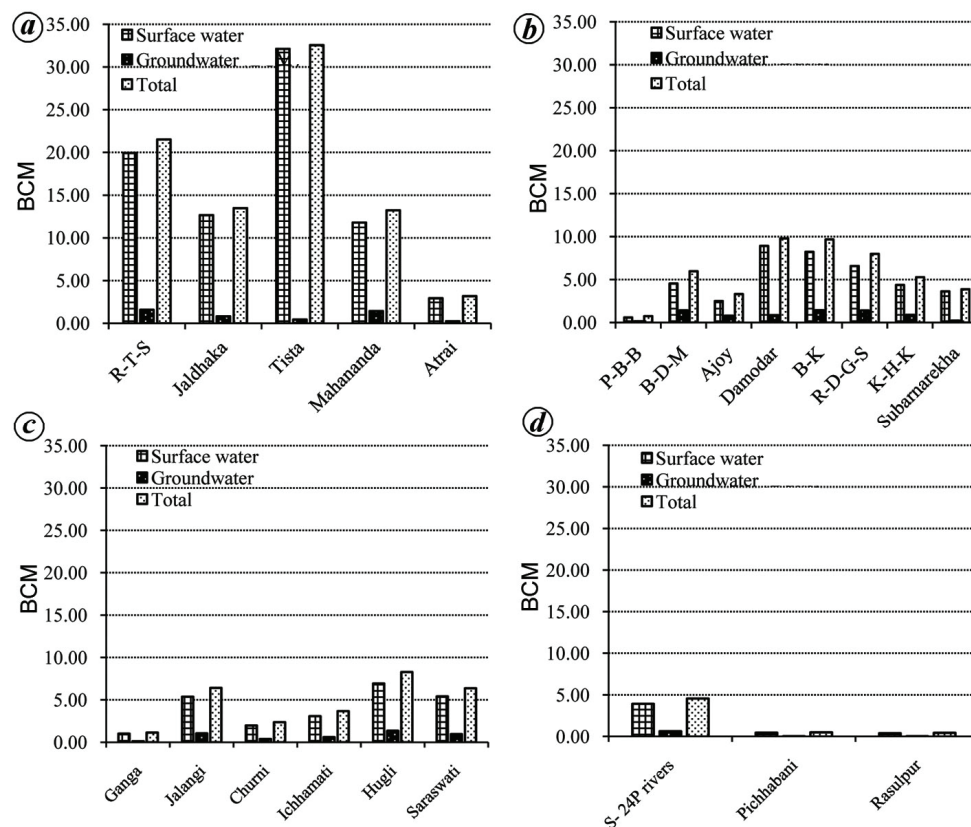 a
35.00
30.00
25.00
20.00
15.00
10.00
5.00
0.00
BCM
Surface water
Groundwater
Total
R-T-S
Jaldhaka
Tista
Mahananda
Atrai
b
35.00
30.00
25.00
20.00
15.00
10.00
5.00
0.00
BCM
Surface water
Groundwater
Total
P-B-B
B-D-M
Ajoy
Damodar
B-K
R-D-G-S
K-H-K
Subarnarekha
c
35.00
30.00
25.00
20.00
15.00
10.00
5.00
0.00
BCM
Surface water
Groundwater
Total
Ganga
Jalangi
Churni
Ichhamati
Hugli
Saraswati
d
35.00
30.00
25.00
20.00
15.00
10.00
5.00
0.00
BCM
Surface water
Groundwater
Total
S- 24P rivers
Pichhabani
Rasulpur